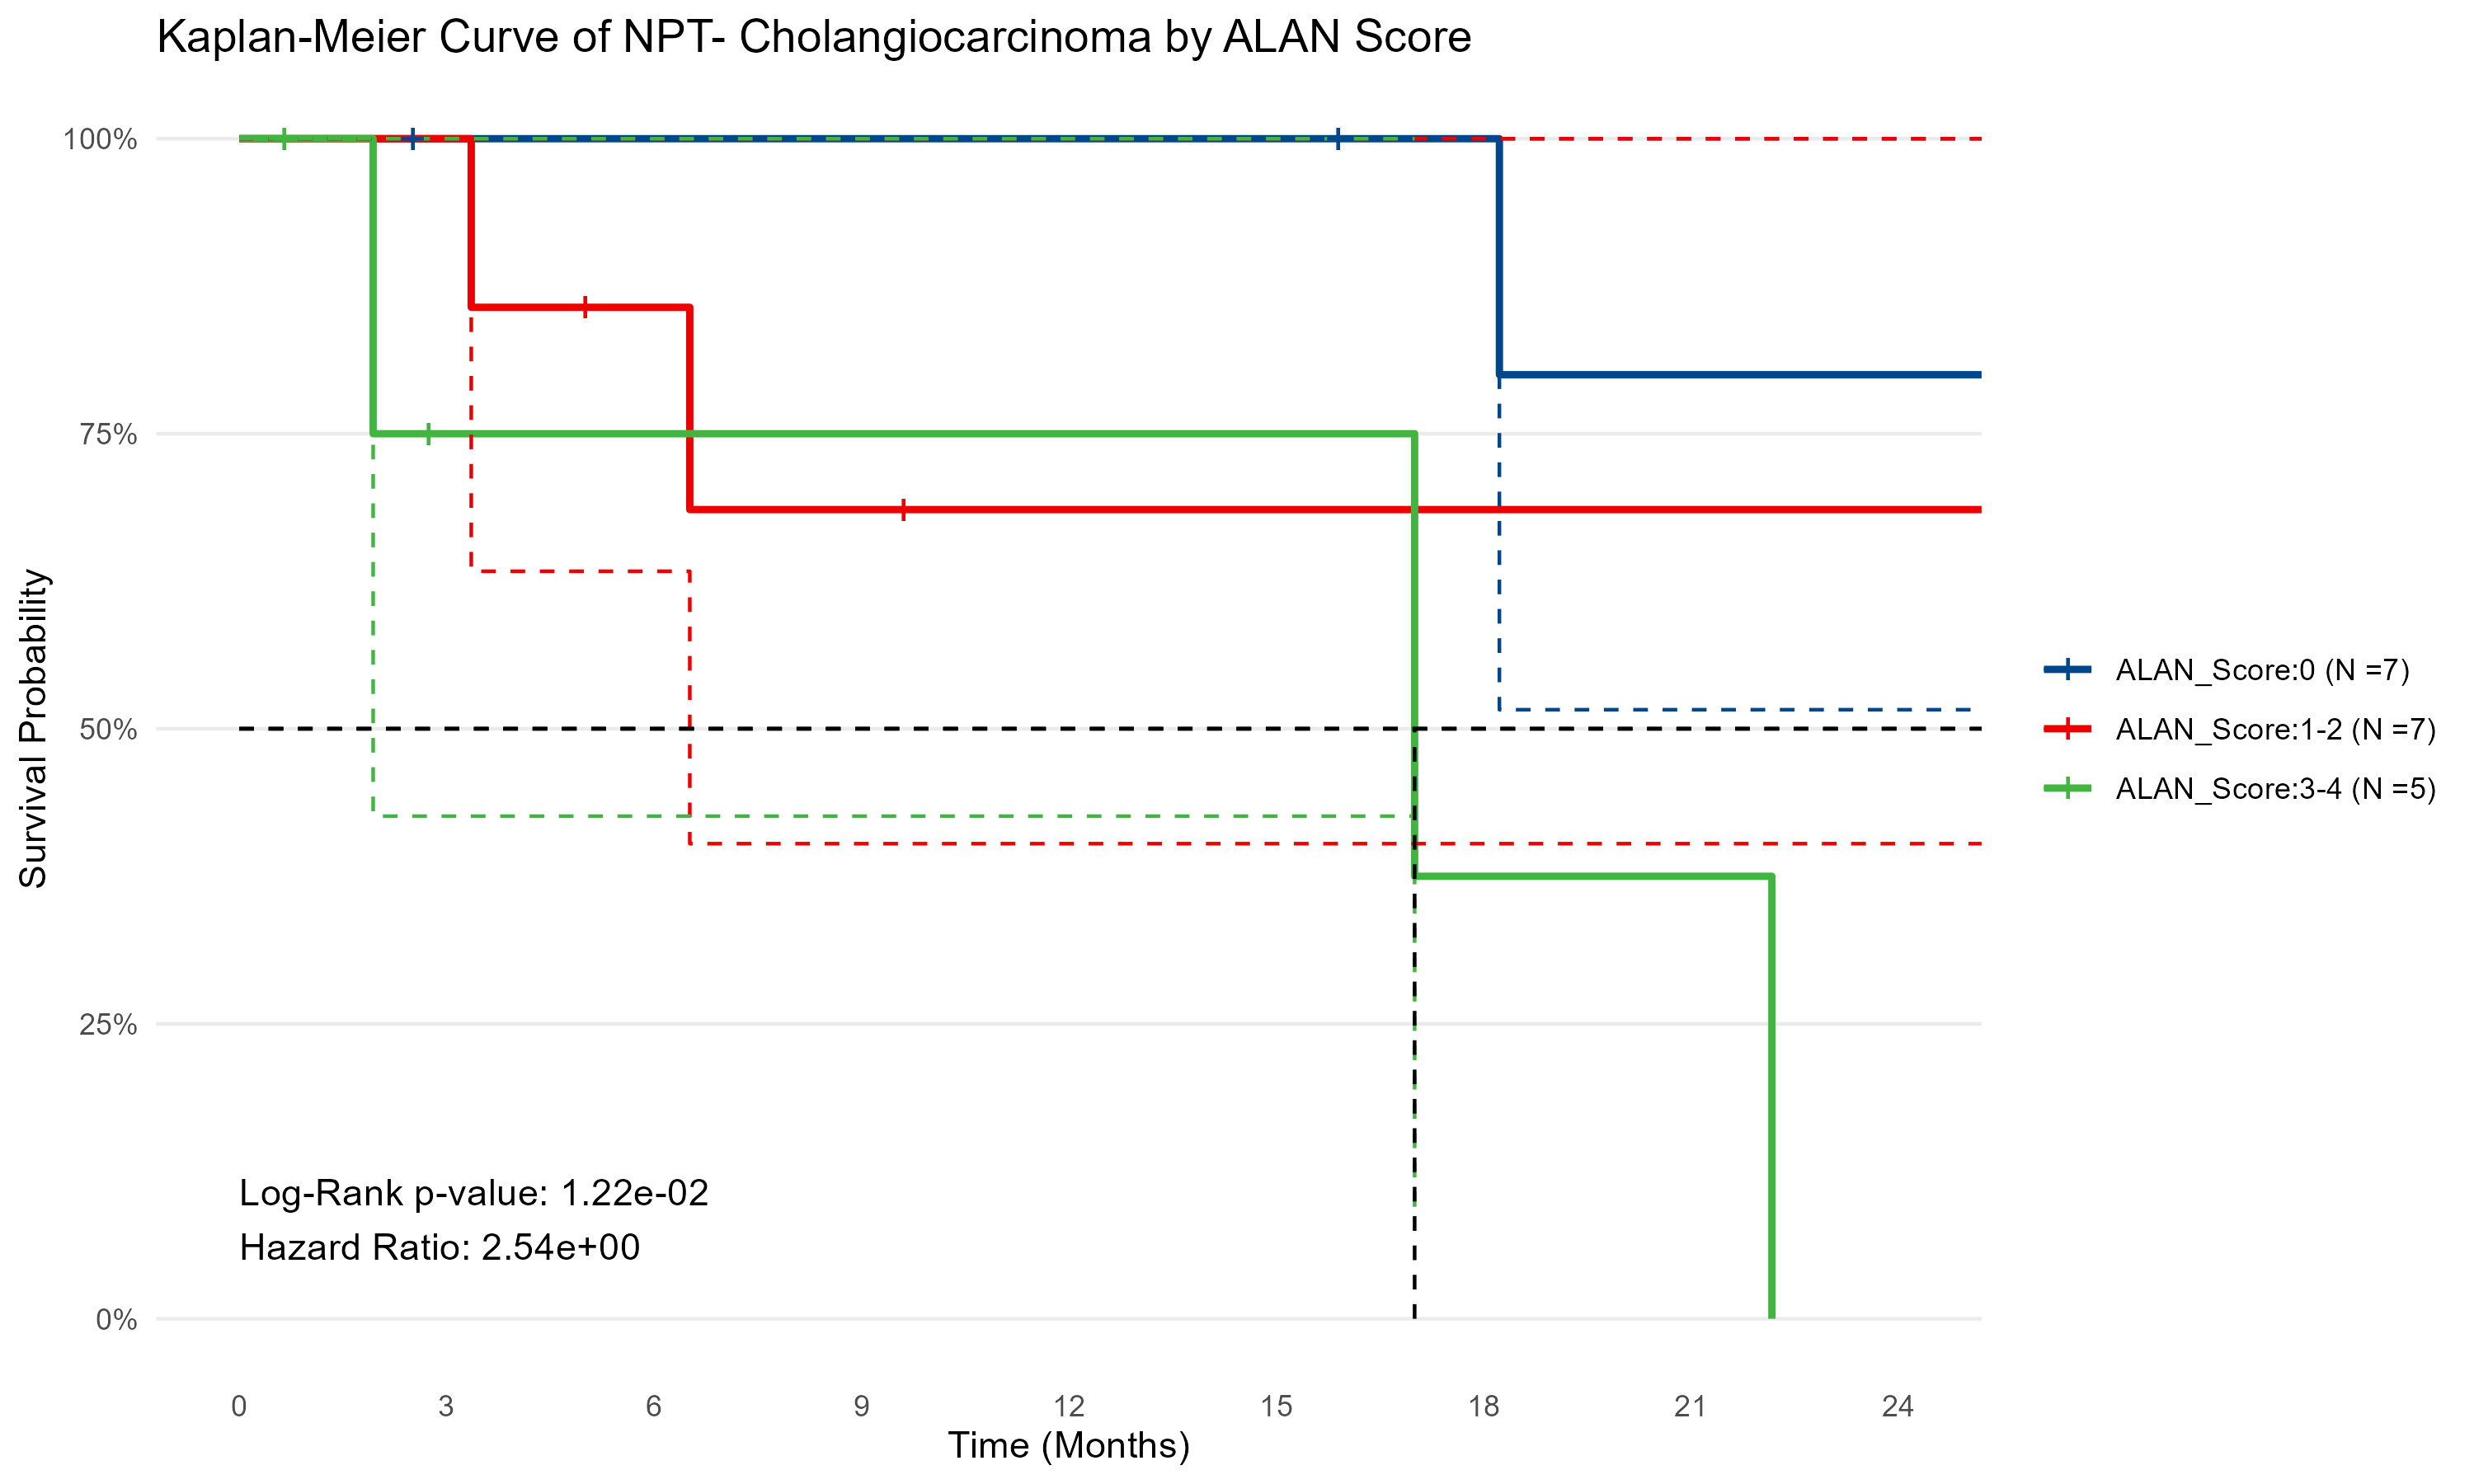 Kaplan-Meier Curve of NPT- Cholangiocarcinoma by ALAN Score
100%
75%
50%
25%
0%
Survival Probability
Log-Rank p-value: 1.22e-02
Hazard Ratio: 2.54e+00
0 3 6 9 12 15 18 21 24
Time (Months)
ALAN_Score:0 (N =7)
ALAN_Score:1-2 (N =7)
ALAN_Score:3-4 (N =5)